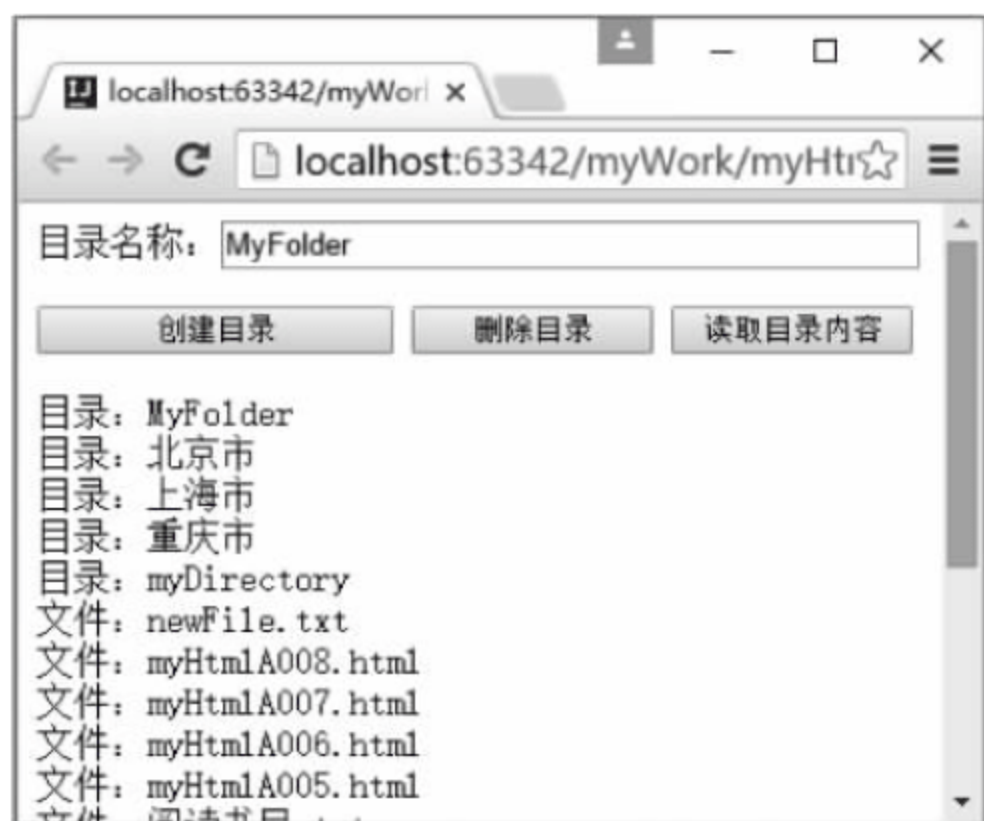 localhost:63342/myWor
localhost:63342/myWork/myHt
目录名称：MyFolder
创建目录 删除目录 读取目录内容
目录：MyFolder
目录：北京市
目录：上海市
目录：重庆市
目录：myDirectory
文件：newFile.txt
文件：myHtmlA008.html
文件：myHtmlA007.html
文件：myHtmlA006.html
文件：myHtmlA005.html